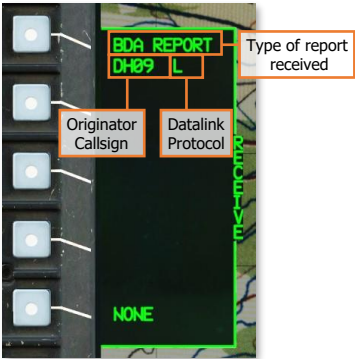 BDA REPORT
DH09 L
Type of report
received
Originator
Callsign
Datalink
Protocol
RECEIVE
NONE